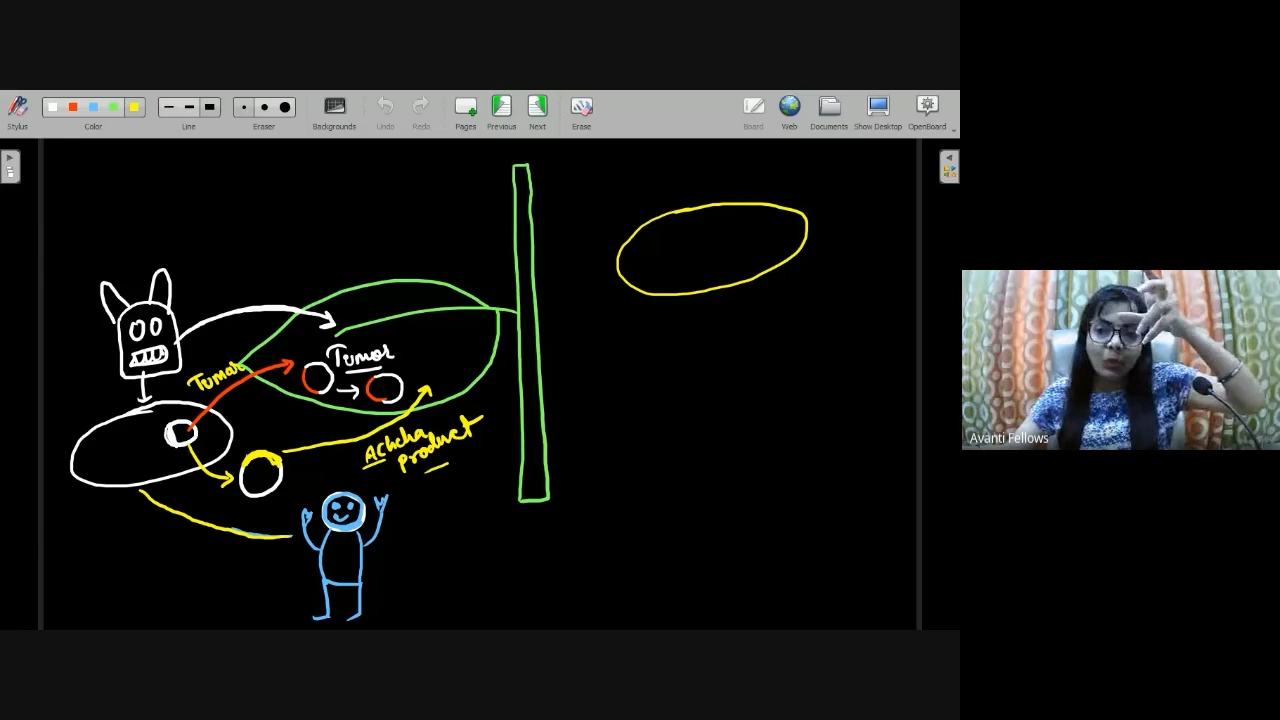 Stylus
Color
Line
Eraser
Backgrounds
Undo
Redo
Pages
Previous
Next
Erase
Board
Web
Documents
Show Desktop
OpenBoard
Tumor
Tumor
Achcha
product
Avanti Fellows